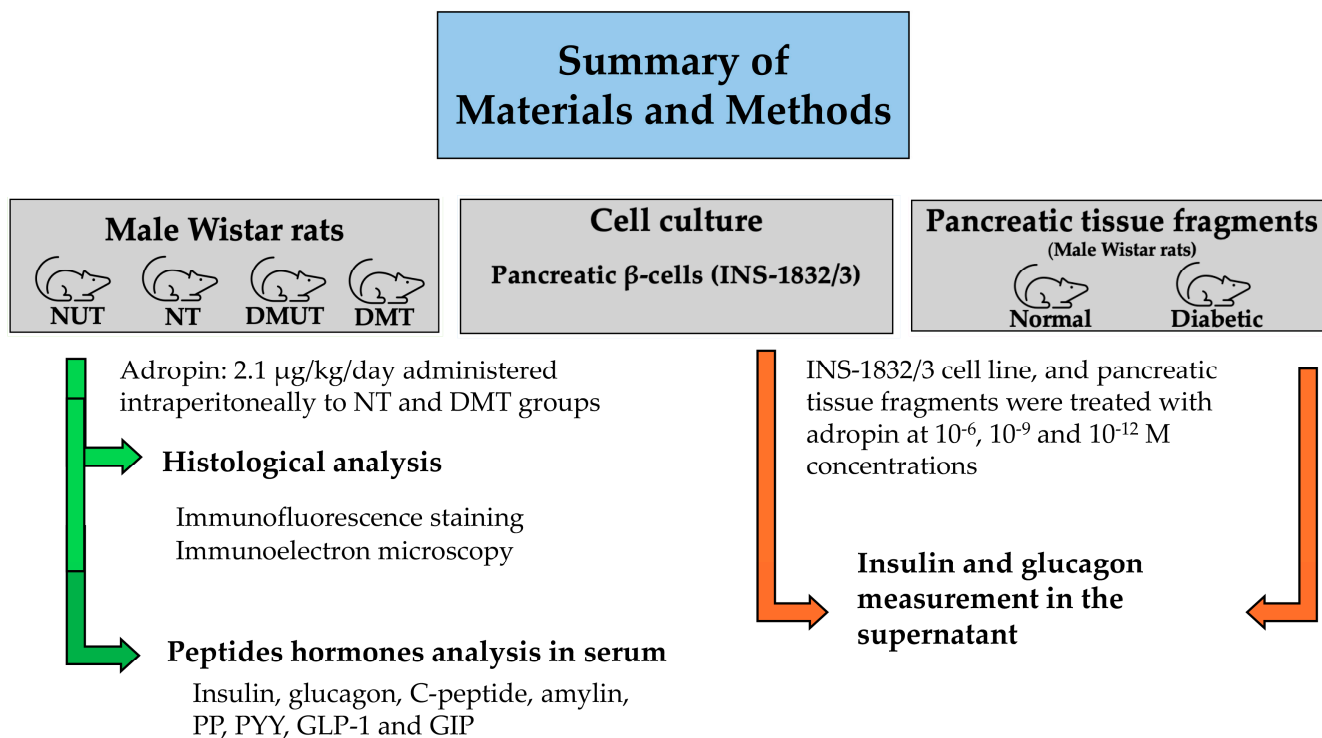 Summary of
Materials and Methods
Male Wistar rats
NUT
NT
DMUT
DMT
Cell culture
Pancreatic β-cells (INS-1832/3)
Pancreatic tissue fragments
(Male Wistar rats)
Normal
Diabetic
Adropin: 2.1 μg/kg/day administered
intraperitoneally to NT and DMT groups
Histological analysis
Immunofluorescence staining
Immunoelectron microscopy
Peptides hormones analysis in serum
Insulin, glucagon, C-peptide, amylin,
PP, PYY, GLP-1 and GIP
INS-1832/3 cell line, and pancreatic
tissue fragments were treated with
adropin at 10⁻⁶, 10⁻⁹ and 10⁻¹² M
concentrations
Insulin and glucagon
measurement in the
supernatant